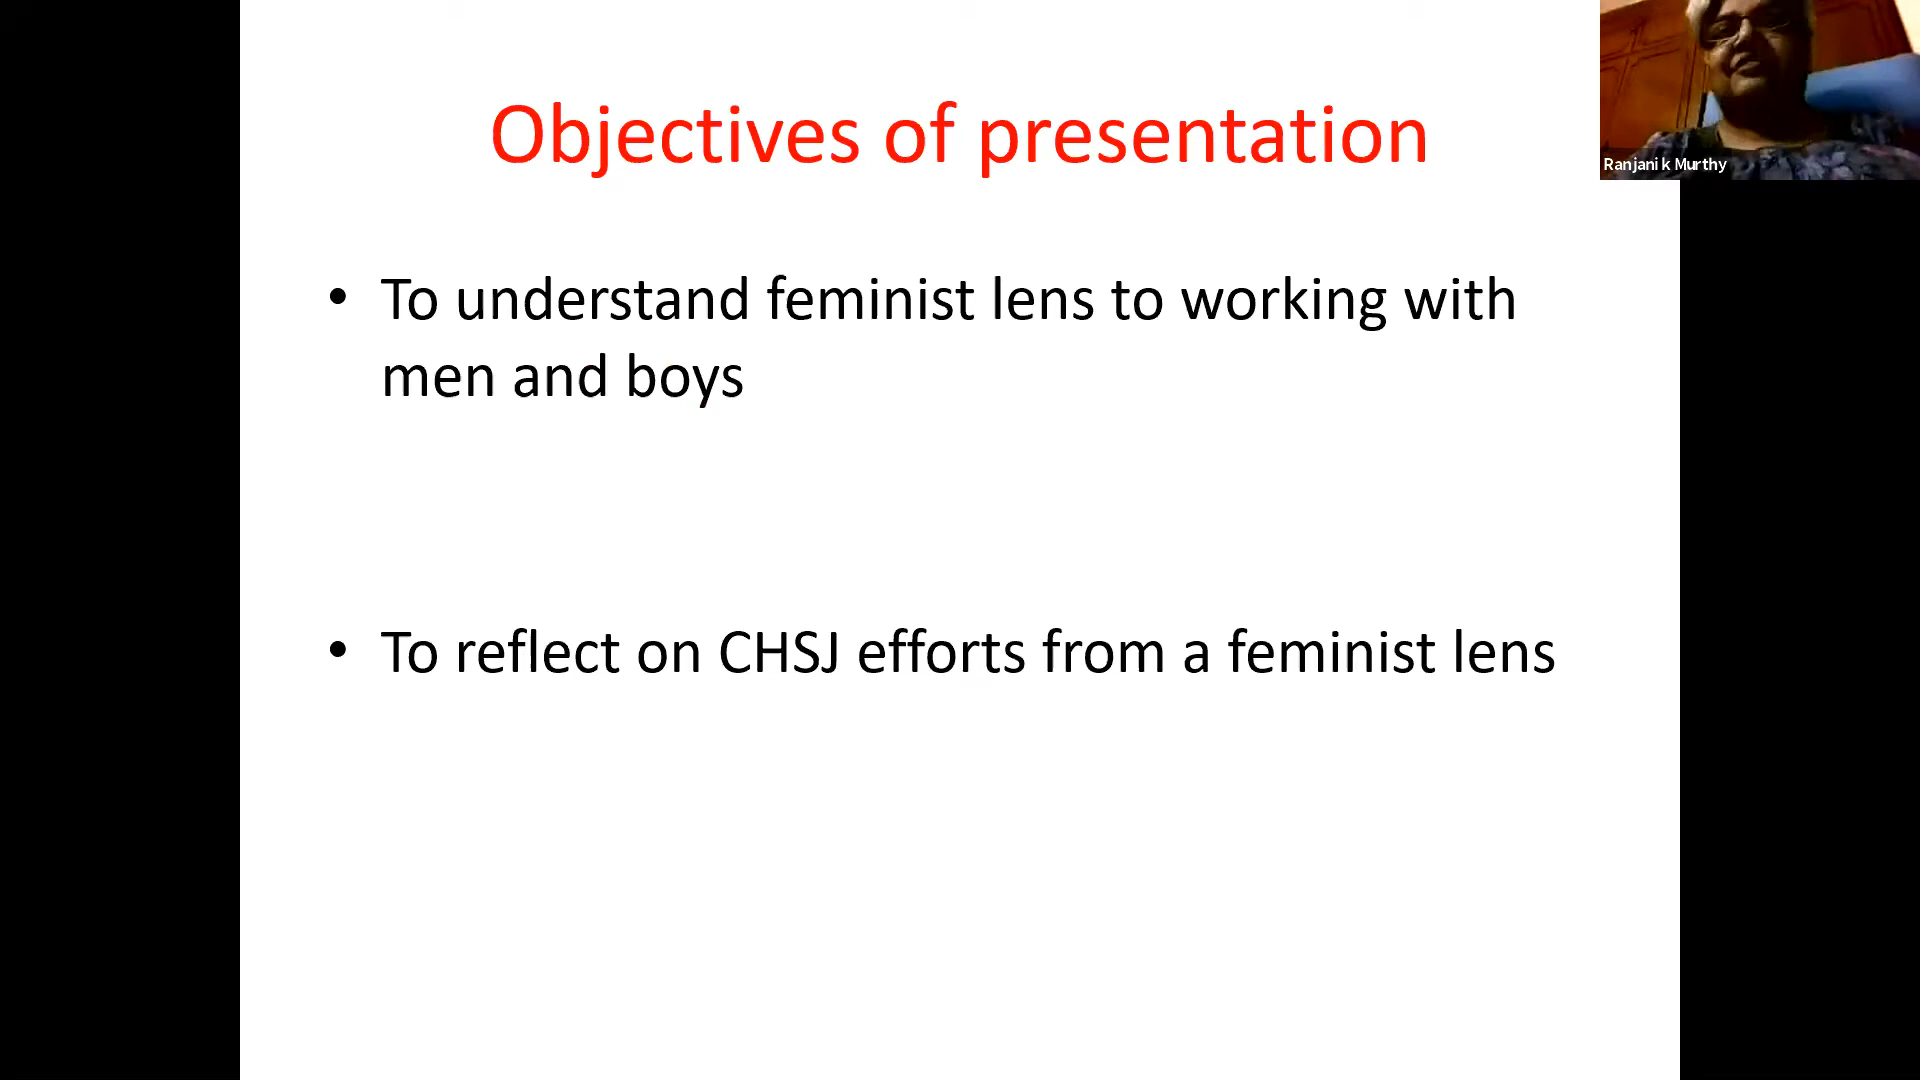 Objectives of presentation
Ranjani k Murthy
• To understand feminist lens to working with
men and boys
• To reflect on CHSJ efforts from a feminist lens